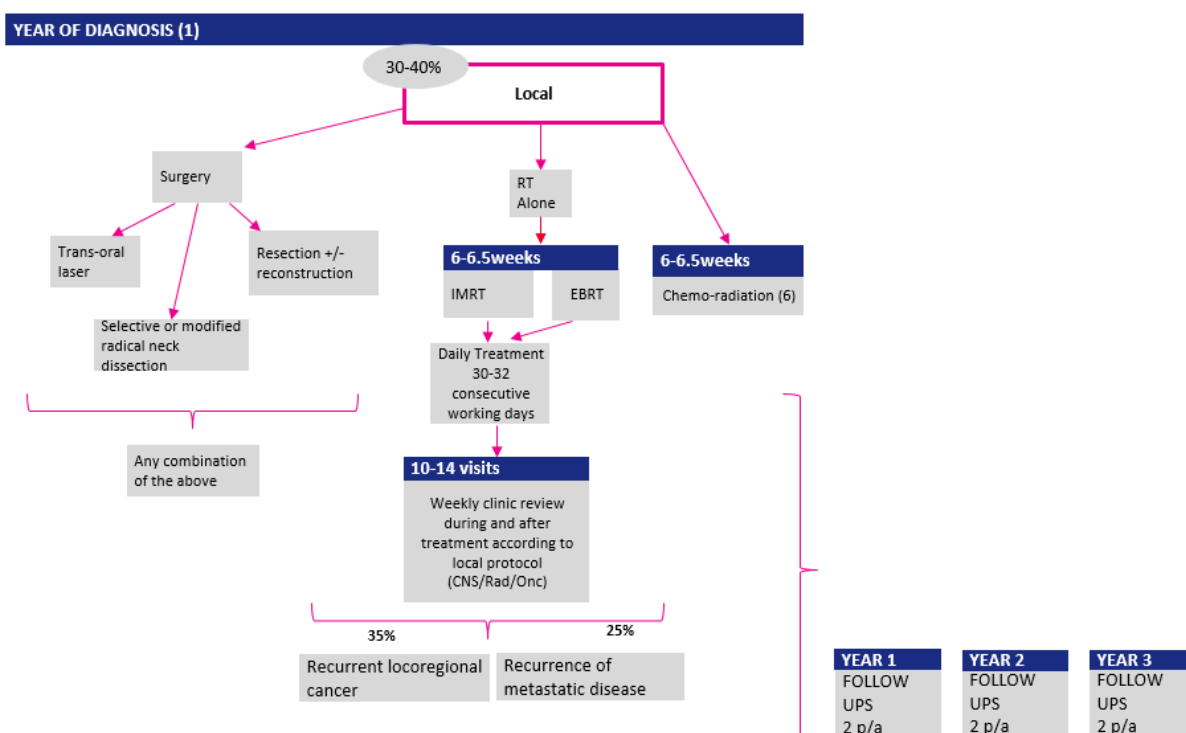 YEAR OF DIAGNOSIS (1)
30-40%
Local
Surgery
RT
Alone
Trans-oral
laser
Resection +/-
reconstruction
Selective or modified
radical neck
dissection
Any combination
of the above
6-6.5weeks
IMRT
EBRT
6-6.5weeks
Chemo-radiation (6)
Daily Treatment
30-32
consecutive
working days
10-14 visits
Weekly clinic review
during and after
treatment according to
local protocol
(CNS/Rad/Onc)
35%
25%
Recurrent locoregional
cancer
Recurrence of
metastatic disease
YEAR 1
FOLLOW
UPS
2 p/a
YEAR 2
FOLLOW
UPS
2 p/a
YEAR 3
FOLLOW
UPS
2 p/a